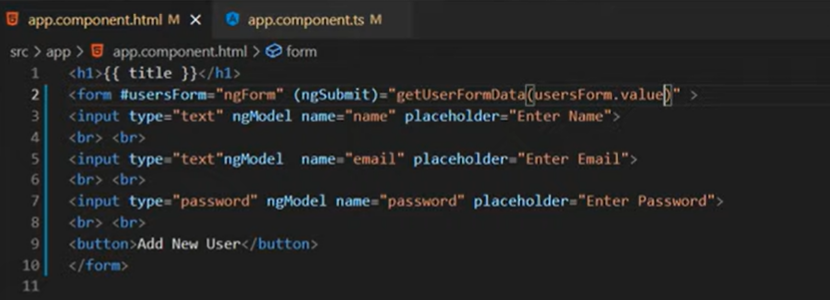 app.component.html M × app.component.ts M
src > app > app.component.html > form
1 <h1>{{ title }}</h1>
2 <form #usersForm="ngForm" (ngSubmit)="getUserFormData(usersForm.value)" >
3 <input type="text" ngModel name="name" placeholder="Enter Name">
4 <br> <br>
5 <input type="text"ngModel  name="email" placeholder="Enter Email">
6 <br> <br>
7 <input type="password" ngModel name="password" placeholder="Enter Password">
8 <br> <br>
9 <button>Add New User</button>
10 </form>
11